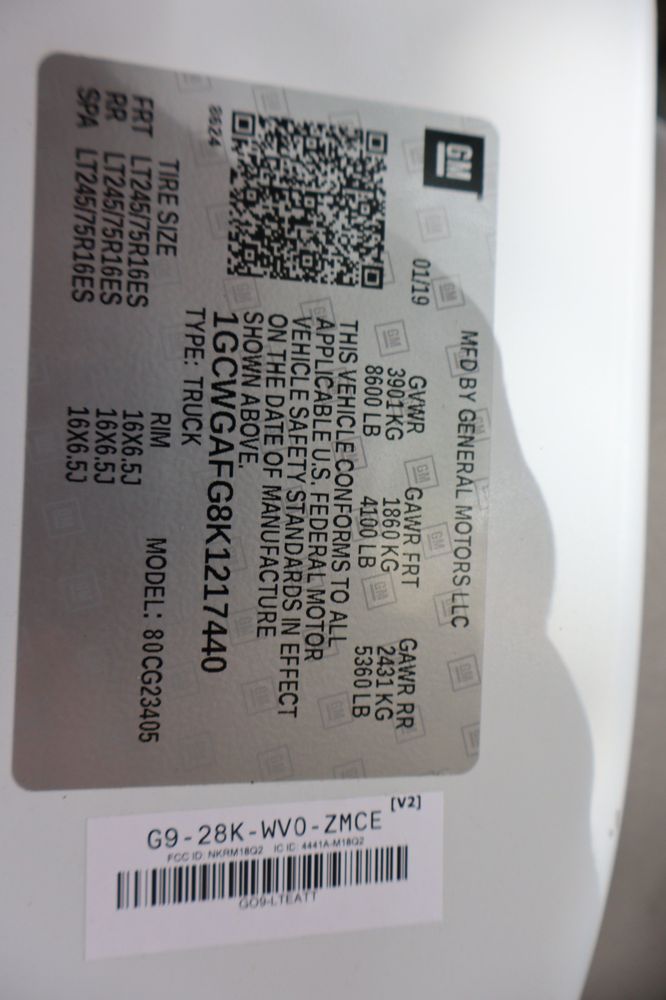 GM
MFD BY GENERAL MOTORS LLC
01/19
GVWR GAWR FRT GAWR RR
3901 KG 1860 KG 2431 KG
8600 LB 4100 LB 5360 LB
THIS VEHICLE CONFORMS TO ALL
APPLICABLE U.S. FEDERAL MOTOR
VEHICLE SAFETY STANDARDS IN EFFECT
ON THE DATE OF MANUFACTURE
SHOWN ABOVE.
1GCWGAFG8K1217440
TYPE: TRUCK MODEL: 80CG23405
8624
TIRE SIZE RIM
FRT LT245/75R16ES 16X6.5J
RR LT245/75R16ES 16X6.5J
SPA LT245/75R16ES 16X6.5J
[V2]
G9-28K-WV0-ZMCE
FCC ID: NKRM18Q2 IC ID: 4441A-M18Q2
GO9-LTEATT